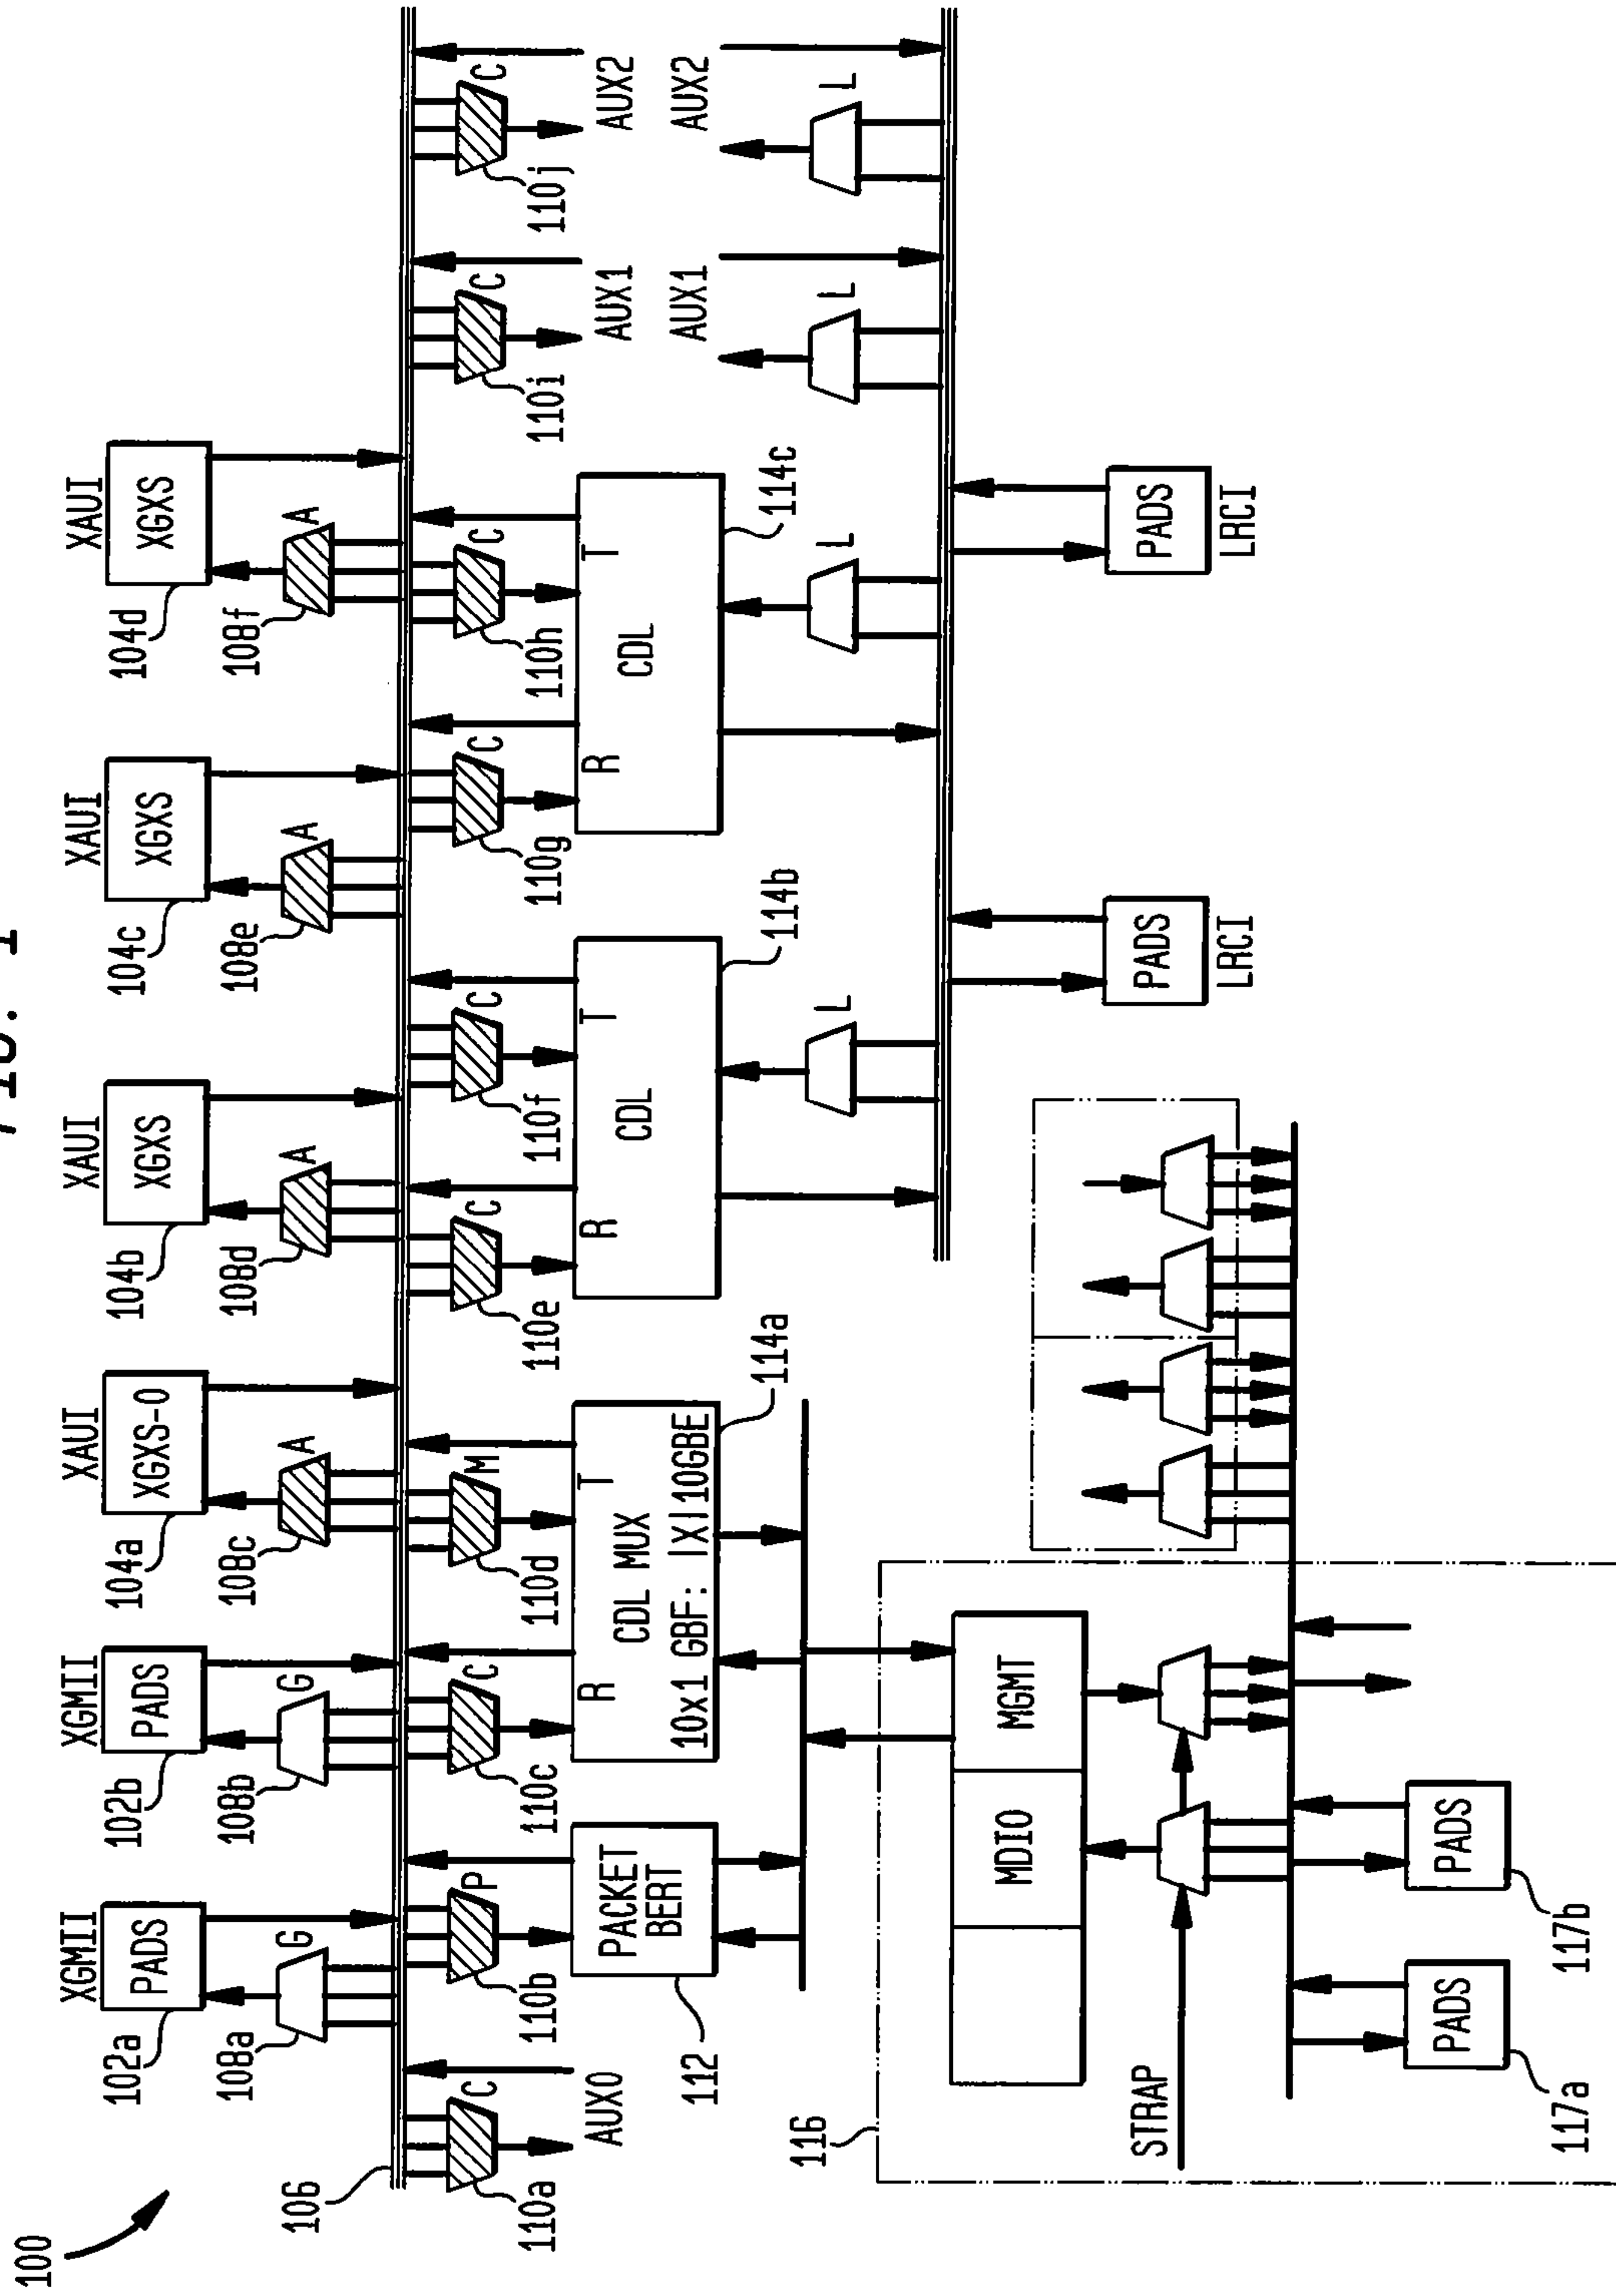 FIG. 1
100
XGMII
XGMII
XAUI
XAUI
XAUI
XAUI
PADS
PADS
XGXS-0
XGXS
XGXS
XGXS
102a
102b
104a
104b
104c
104d
G
G
A
A
A
A
108a
108b
108c
108d
108e
108f
106
C
P
C
M
C
C
C
C
C
C
110a
110b
110c
110d
110e
110f
110g
110h
110i
110j
AUX0
PACKET
BERT
112
R
T
CDL MUX
10x1 GBF: |X|10GBE
114a
R
T
CDL
114b
R
T
CDL
114c
AUX1
AUX2
AUX1
AUX2
L
L
L
L
PADS
LRCI
PADS
LRCI
116
MDIO
MGMT
STRAP
PADS
PADS
117a
117b